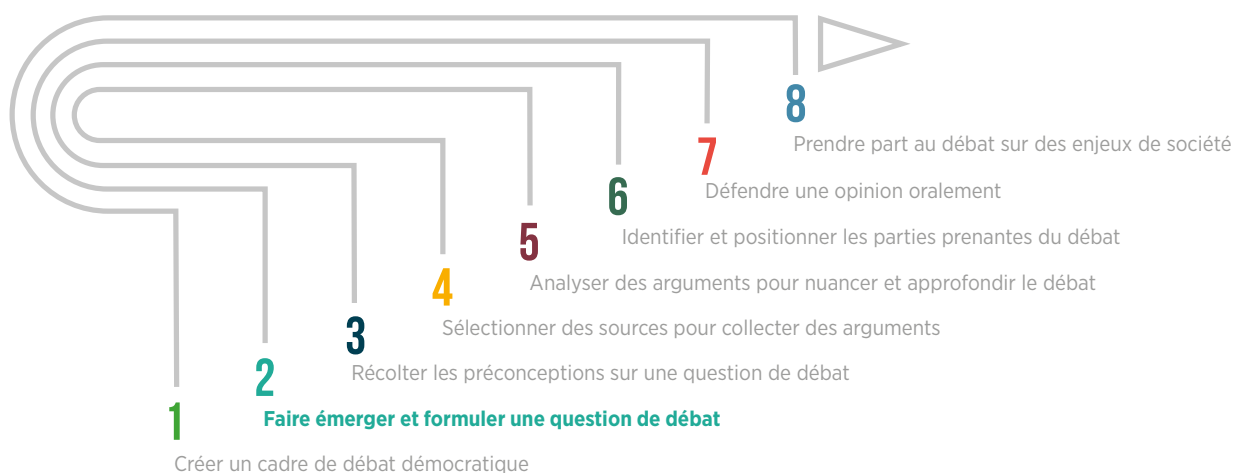 8
Prendre part au débat sur des enjeux de société
7
Défendre une opinion oralement
6
Identifier et positionner les parties prenantes du débat
5
Analyser des arguments pour nuancer et approfondir le débat
4
Sélectionner des sources pour collecter des arguments
3
Récolter les préconceptions sur une question de débat
2
Faire émerger et formuler une question de débat
1
Créer un cadre de débat démocratique